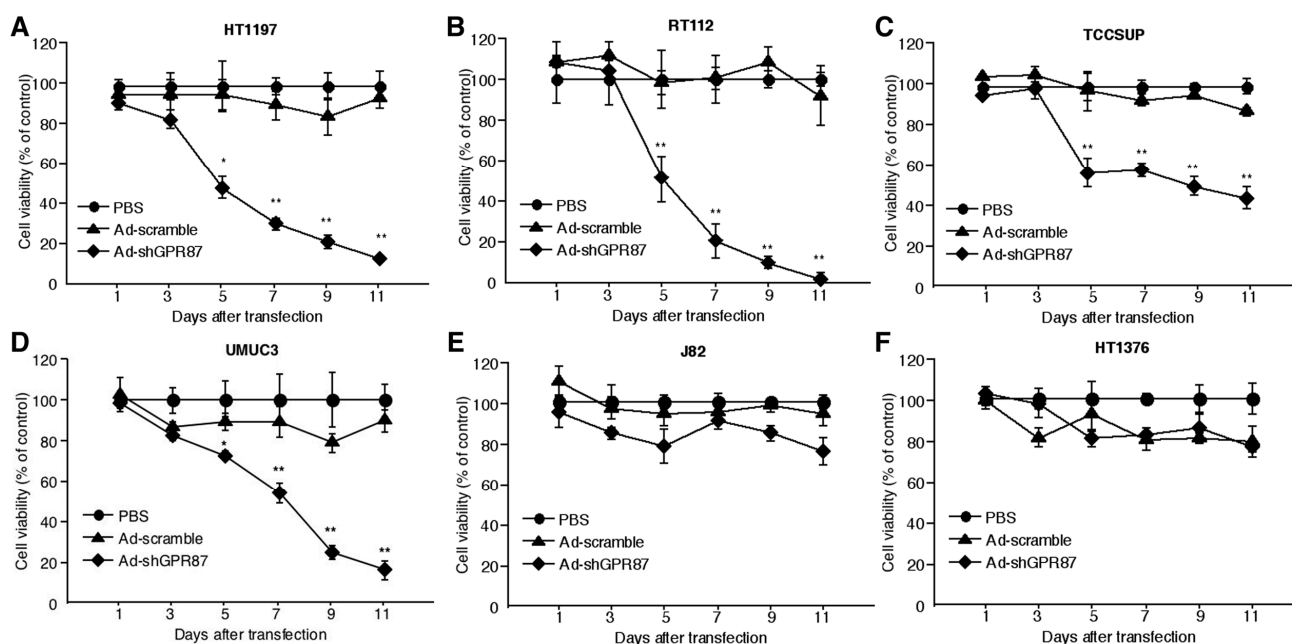 A
HT1197
Cell viability (% of control)
120
100
80
60
40
20
0
*
**
**
**
PBS
Ad-scramble
Ad-shGPR87
1 3 5 7 9 11
Days after transfection
B
RT112
Cell viability (% of control)
120
100
80
60
40
20
0
**
**
**
**
PBS
Ad-scramble
Ad-shGPR87
1 3 5 7 9 11
Days after transfection
C
TCCSUP
Cell viability (% of control)
120
100
80
60
40
20
0
**
**
**
**
PBS
Ad-scramble
Ad-shGPR87
1 3 5 7 9 11
Days after transfection
D
UMUC3
Cell viability (% of control)
120
100
80
60
40
20
0
*
**
**
**
PBS
Ad-scramble
Ad-shGPR87
1 3 5 7 9 11
Days after transfection
E
J82
Cell viability (% of control)
120
100
80
60
40
20
0
PBS
Ad-scramble
Ad-shGPR87
1 3 5 7 9 11
Days after transfection
F
HT1376
Cell viability (% of control)
120
100
80
60
40
20
0
PBS
Ad-scramble
Ad-shGPR87
1 3 5 7 9 11
Days after transfection